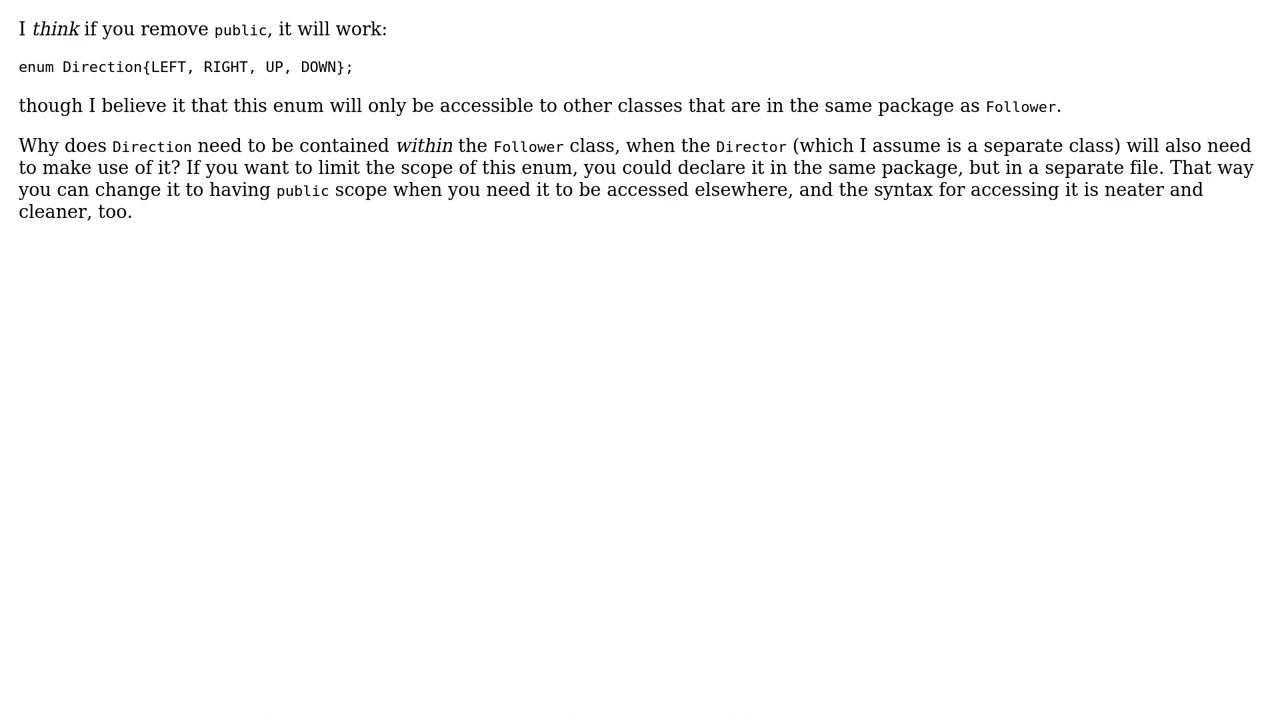 I think if you remove public, it will work:
enum Direction{LEFT, RIGHT, UP, DOWN};
though I believe it that this enum will only be accessible to other classes that are in the same package as Follower.
Why does Direction need to be contained within the Follower class, when the Director (which I assume is a separate class) will also need
to make use of it? If you want to limit the scope of this enum, you could declare it in the same package, but in a separate file. That way
you can change it to having public scope when you need it to be accessed elsewhere, and the syntax for accessing it is neater and
cleaner, too.